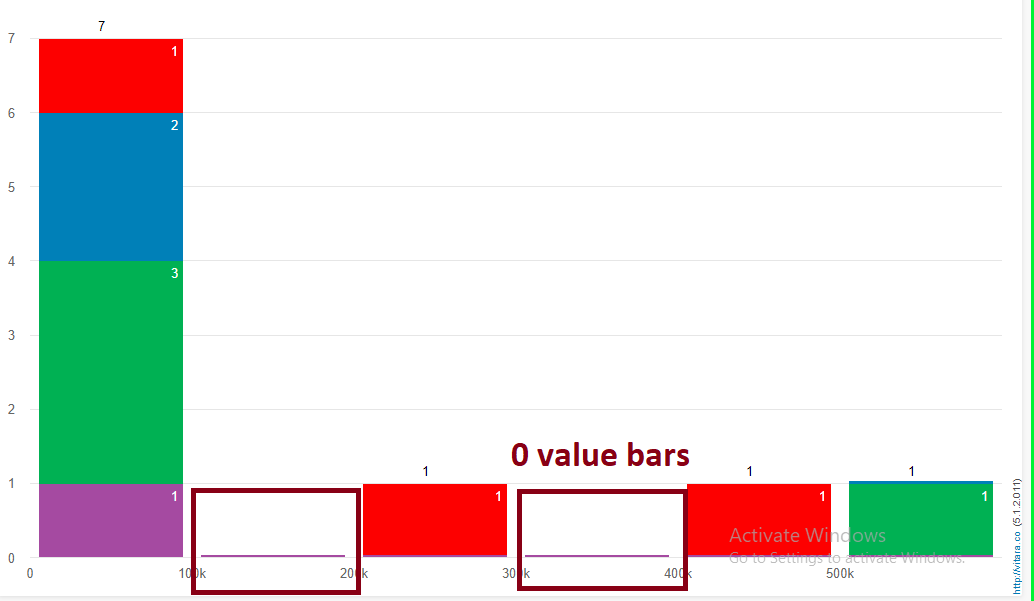 7
7
1
6
2
5
4
3
3
2
0 value bars
1
1
1
1
1
1
1
1
Activate Windows
Go to Settings to activate Windows.
0
0
100k
200k
300k
400k
500k
http://vitara.co (5.1.2.011)